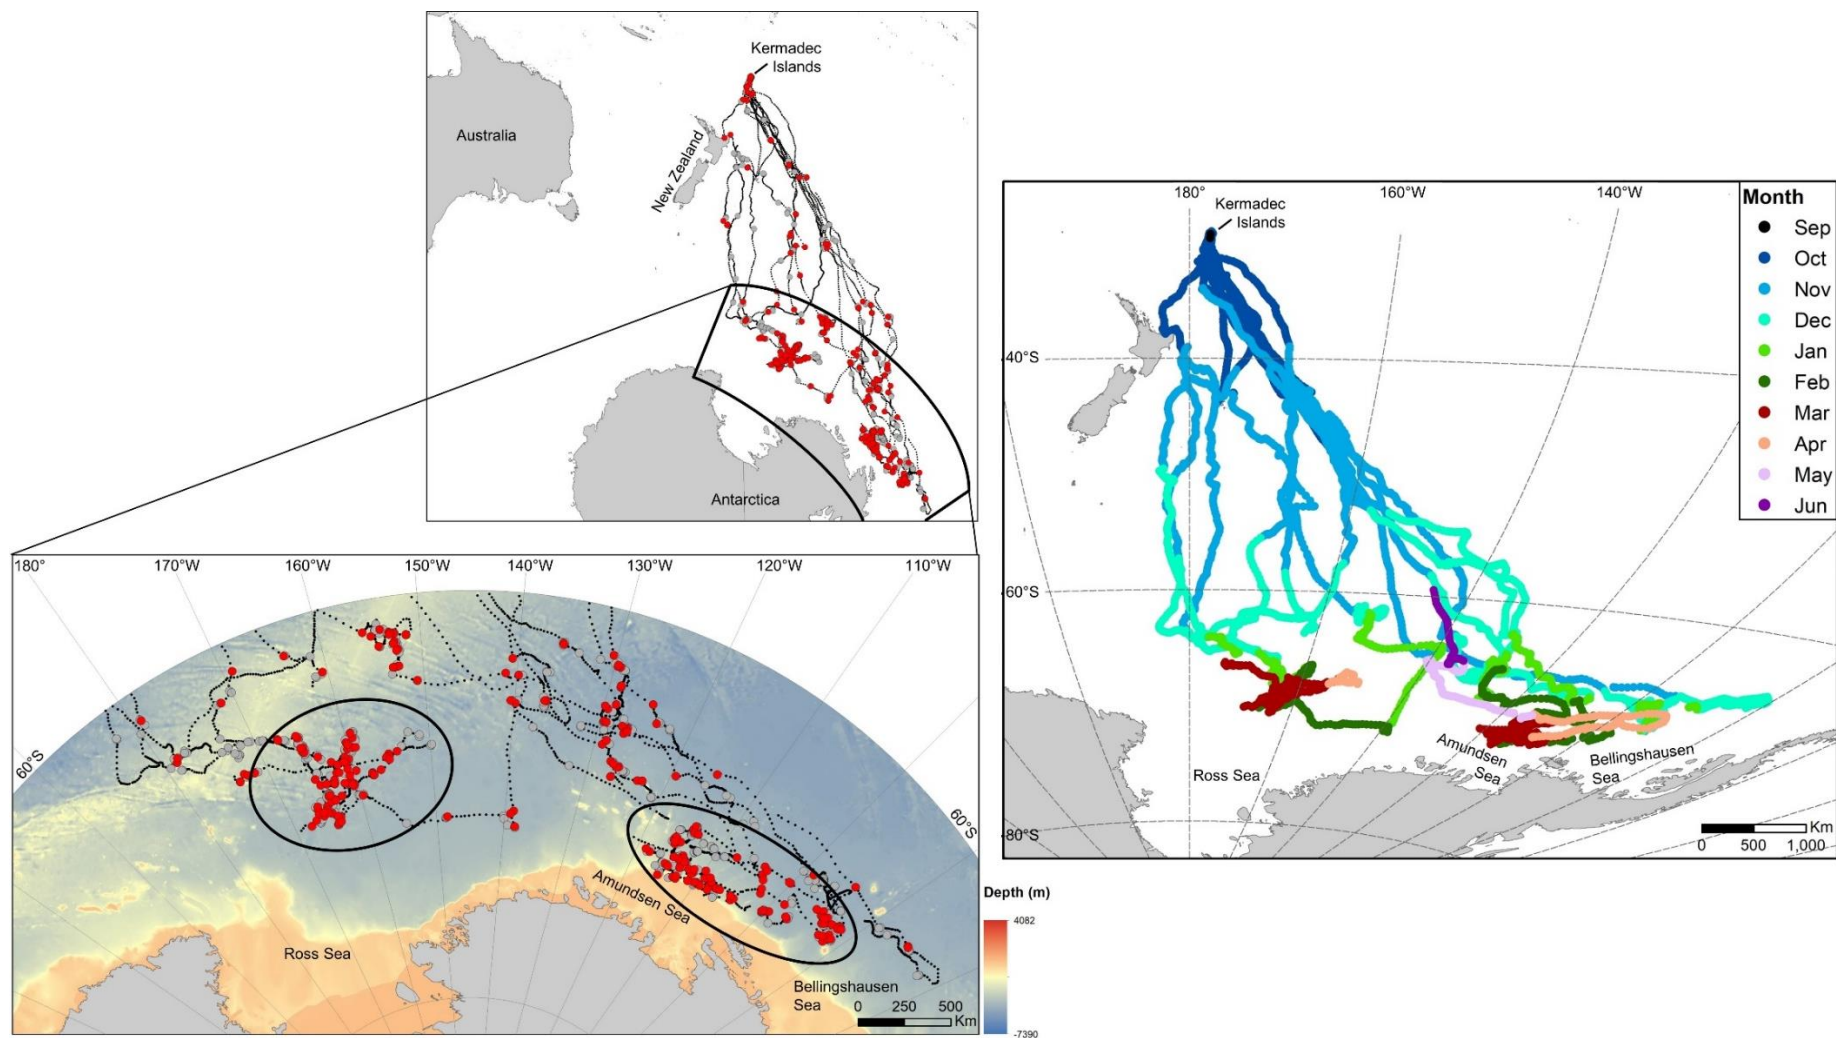 Kermadec
Islands
Australia
New Zealand
Antarctica
180°
170°W
160°W
150°W
140°W
130°W
120°W
110°W
60°S
60°S
Ross Sea
Amundsen Sea
Bellingshausen
Sea
0 250 500
Km
Depth (m)
4082
-7390
180°
160°W
140°W
Kermadec
Islands
40°S
60°S
80°S
Ross Sea
Amundsen
Sea
Bellingshausen
Sea
0 500 1,000
Km
Month
Sep
Oct
Nov
Dec
Jan
Feb
Mar
Apr
May
Jun